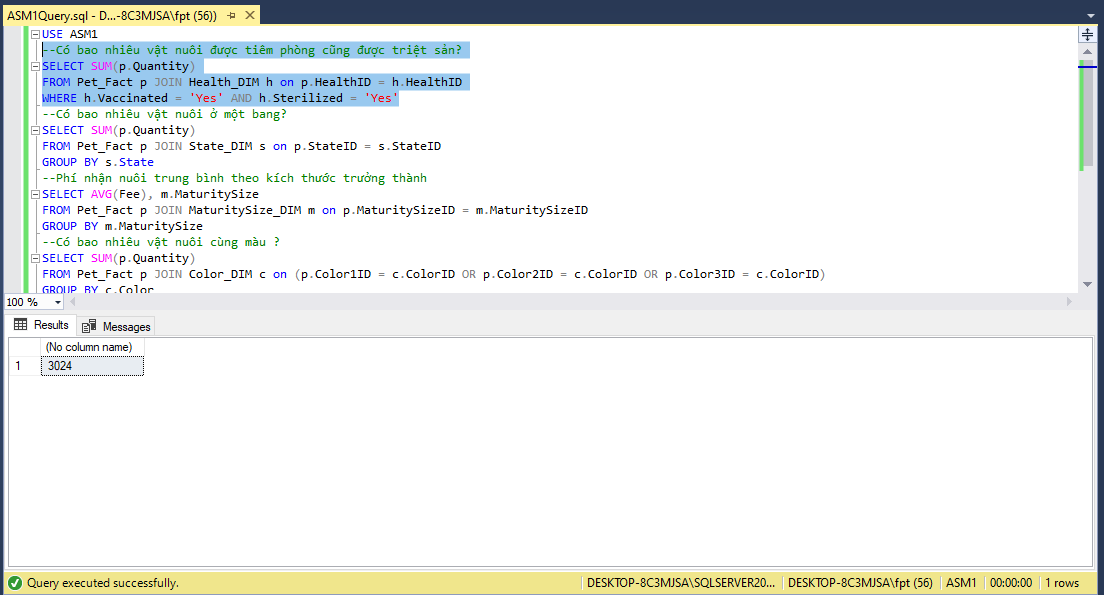 ASM1Query.sql - D...-8C3MJSA\fpt (56))
USE ASM1
--Có bao nhiêu vật nuôi được tiêm phòng cũng được triệt sản?
SELECT SUM(p.Quantity)
FROM Pet_Fact p JOIN Health_DIM h on p.HealthID = h.HealthID
WHERE h.Vaccinated = 'Yes' AND h.Sterilized = 'Yes'
--Có bao nhiêu vật nuôi ở một bang?
SELECT SUM(p.Quantity)
FROM Pet_Fact p JOIN State_DIM s on p.StateID = s.StateID
GROUP BY s.State
--Phí nhận nuôi trung bình theo kích thước trưởng thành
SELECT AVG(Fee), m.MaturitySize
FROM Pet_Fact p JOIN MaturitySize_DIM m on p.MaturitySizeID = m.MaturitySizeID
GROUP BY m.MaturitySize
--Có bao nhiêu vật nuôi cùng màu ?
SELECT SUM(p.Quantity)
FROM Pet_Fact p JOIN Color_DIM c on (p.Color1ID = c.ColorID OR p.Color2ID = c.ColorID OR p.Color3ID = c.ColorID)
GROUP BY c.Color
100 %
Results Messages
(No column name)
1 3024
Query executed successfully. DESKTOP-8C3MJSA\SQLSERVER20... DESKTOP-8C3MJSA\fpt (56) ASM1 00:00:00 1 rows